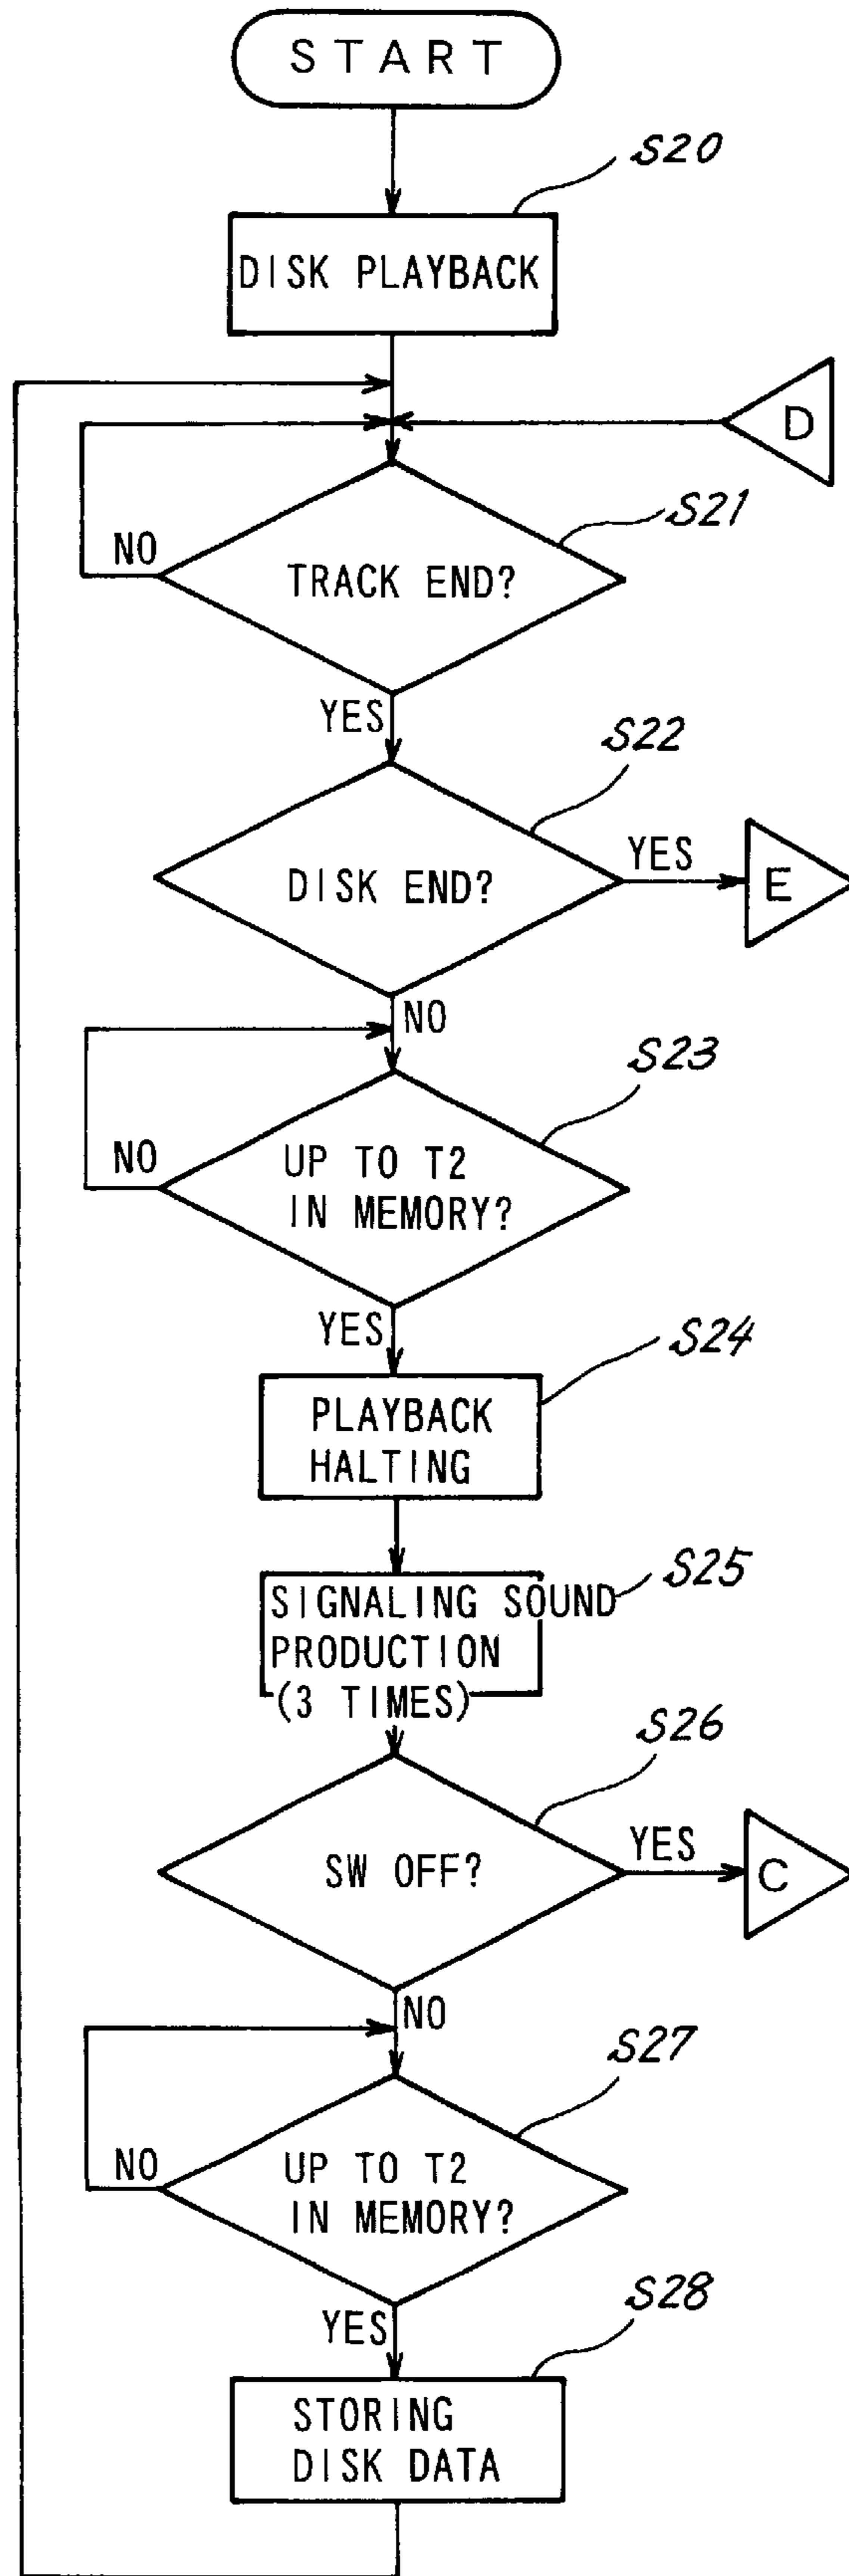 START
S20
DISK PLAYBACK
D
S21
NO
TRACK END?
YES
S22
YES
DISK END?
E
NO
S23
NO
UP TO T2
IN MEMORY?
YES
S24
PLAYBACK
HALTING
S25
SIGNALING SOUND
PRODUCTION
(3 TIMES)
S26
YES
SW OFF?
C
NO
S27
NO
UP TO T2
IN MEMORY?
YES
S28
STORING
DISK DATA